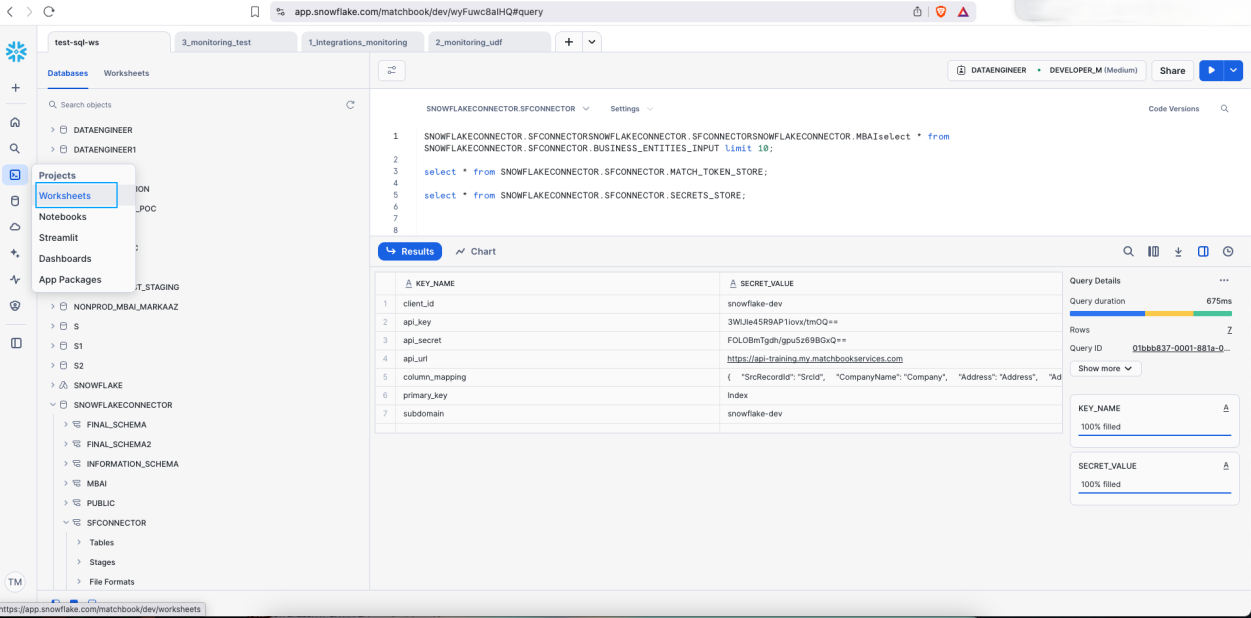 app.snowflake.com/matchbook/dev/wyFuwc8aIHQ#query
test-sql-ws
3_monitoring_test
1_Integrations_monitoring
2_monitoring_udf
Databases
Worksheets
DATAENGINEER
DEVELOPER_M (Medium)
Share
Search objects
SNOWFLAKECONNECTOR.SFCONNECTOR
Settings
Code Versions
DATAENGINEER
DATAENGINEER1
Projects
Worksheets
Notebooks
Streamlit
Dashboards
App Packages
ION
_POC
ST_STAGING
NONPROD_MBAI_MARKAAZ
S
S1
S2
SNOWFLAKE
SNOWFLAKECONNECTOR
FINAL_SCHEMA
FINAL_SCHEMA2
INFORMATION_SCHEMA
MBAI
PUBLIC
SFCONNECTOR
Tables
Stages
File Formats
TM
https://app.snowflake.com/matchbook/dev/worksheets
1 SNOWFLAKECONNECTOR.SFCONNECTORSNOWFLAKECONNECTOR.SFCONNECTORSNOWFLAKECONNECTOR.MBAIselect * from
SNOWFLAKECONNECTOR.SFCONNECTOR.BUSINESS_ENTITIES_INPUT limit 10;
2
3 select * from SNOWFLAKECONNECTOR.SFCONNECTOR.MATCH_TOKEN_STORE;
4
5 select * from SNOWFLAKECONNECTOR.SFCONNECTOR.SECRETS_STORE;
6
7
8
Results
Chart
A KEY_NAME A SECRET_VALUE
1 client_id snowflake-dev
2 api_key 3WIJle45R9AP1iovx/tmOQ==
3 api_secret FOLOBmTgdh/gpu5z69BGxQ==
4 api_url https://api-training.my.matchbookservices.com
5 column_mapping { "SrcRecordId": "SrcId", "CompanyName": "Company", "Address": "Address", "Ad
6 primary_key Index
7 subdomain snowflake-dev
Query Details
...
Query duration 675ms
Rows 7
Query ID 01bbb837-0001-881a-0...
Show more
KEY_NAME A
100% filled
SECRET_VALUE A
100% filled